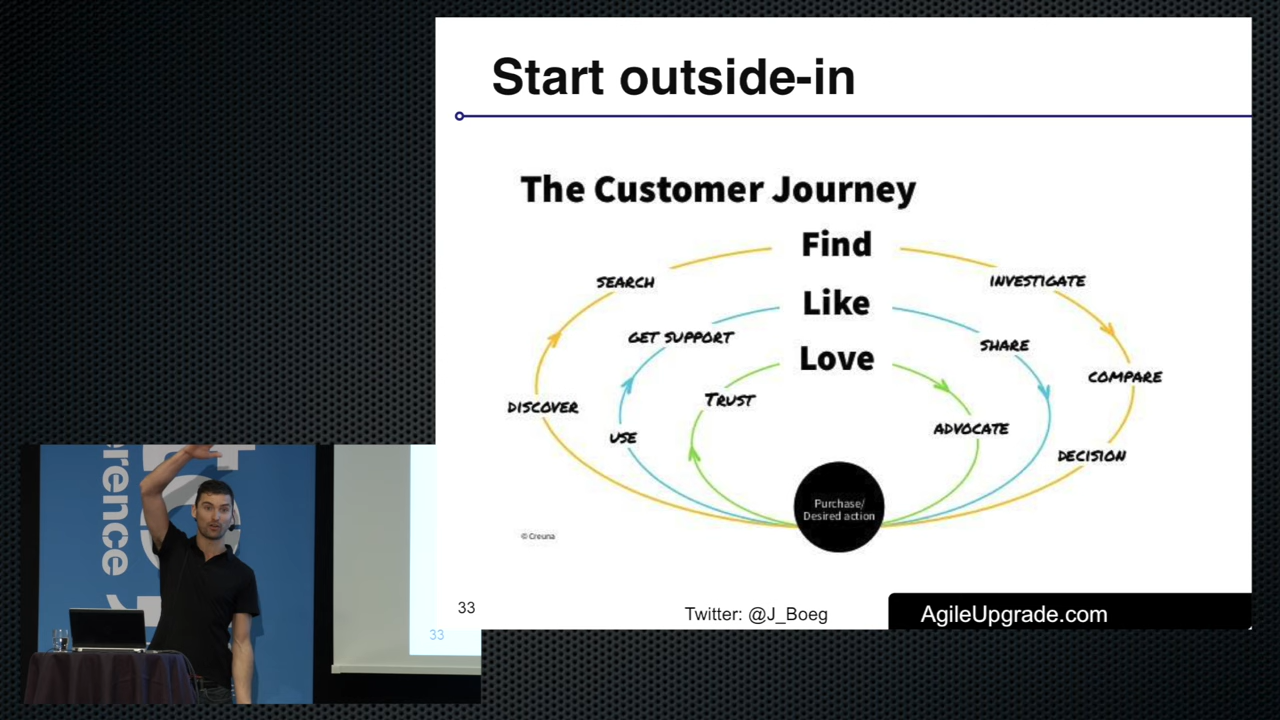 Start outside-in
The Customer Journey
Find
SEARCH
INVESTIGATE
Like
GET SUPPORT
SHARE
Love
COMPARE
TRUST
DISCOVER
ADVOCATE
USE
DECISION
Purchase/
Desired action
© Creuna
33
Twitter: @J_Boeg
AgileUpgrade.com
33
erence